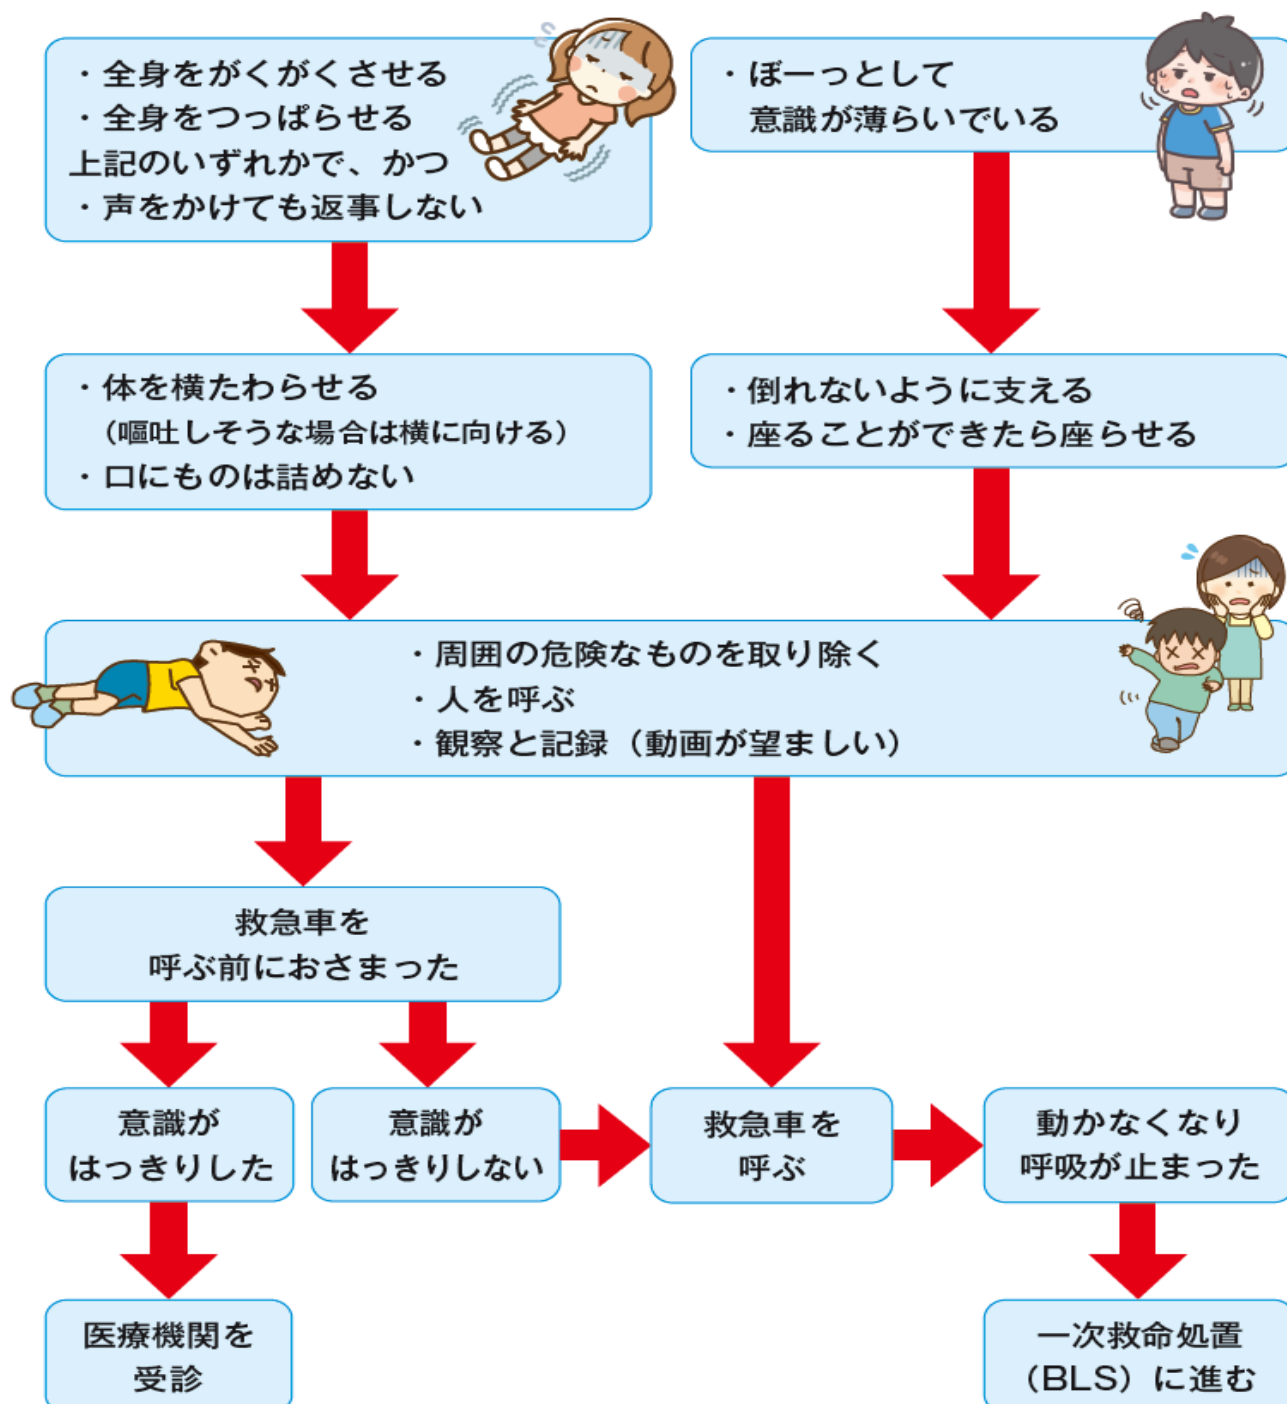 ・全身をがくがくさせる
・全身をつっぱらせる
上記のいずれかで、かつ
・声をかけても返事しない
・ぼーっとして
意識が薄らいでいる
・体を横たわらせる
（嘔吐しそうな場合は横に向ける）
・口にものは詰めない
・倒れないように支える
・座ることができたら座らせる
・周囲の危険なものを取り除く
・人を呼ぶ
・観察と記録（動画が望ましい）
救急車を
呼ぶ前におさまった
意識が
はっきりした
意識が
はっきりしない
救急車を
呼ぶ
動かなくなり
呼吸が止まった
医療機関を
受診
一次救命処置
（BLS）に進む